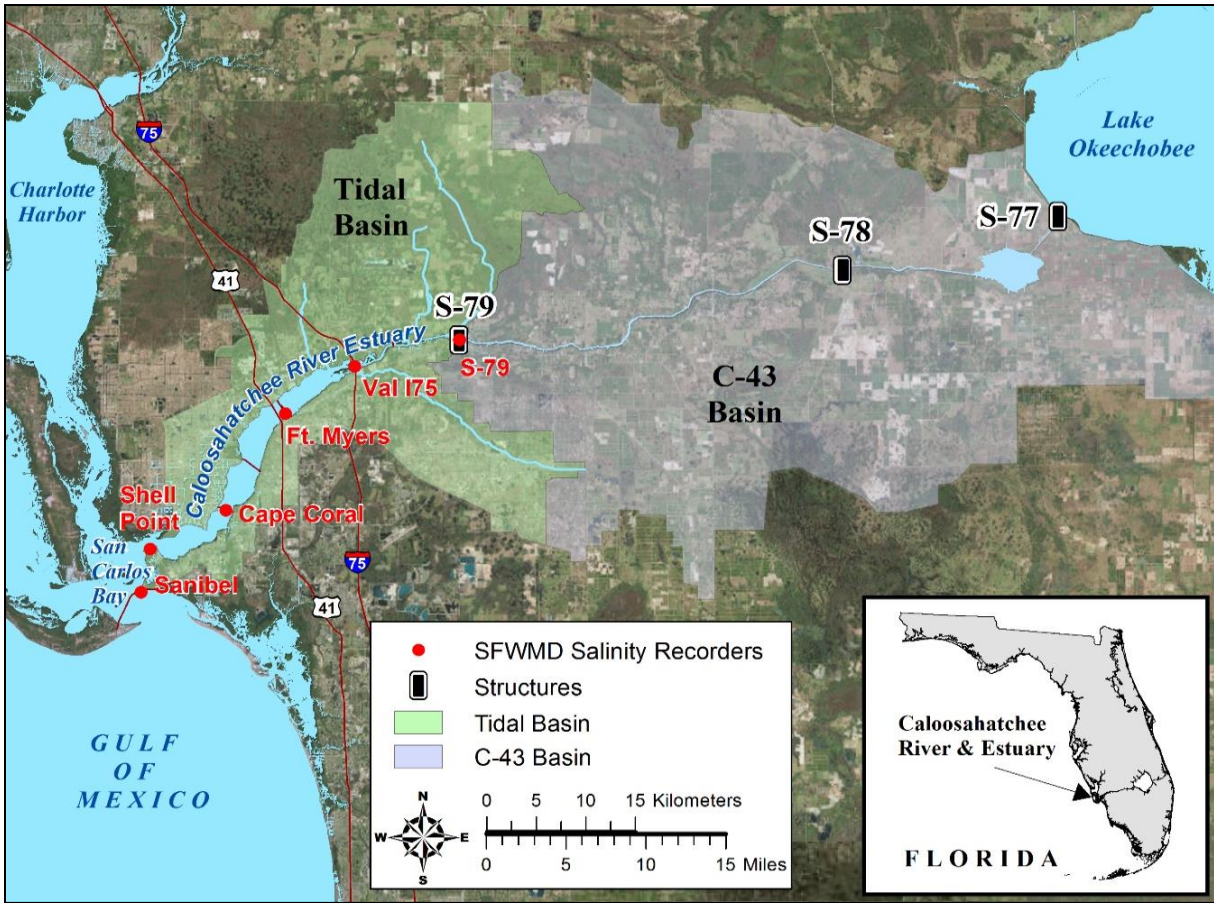 75
Lake
Okeechobee
Charlotte
Harbor
Tidal
Basin
S-77
S-78
41
S-79
S-79
Caloosahatchee River Estuary
Val I75
C-43
Basin
Ft. Myers
Shell
Point
Cape Coral
San
Carlos
Bay
Sanibel
75
41
GULF
OF
MEXICO
SFWMD Salinity Recorders
Structures
Tidal Basin
C-43 Basin
N
W E
S
0 5 10 15 Kilometers
0 5 10 15 Miles
Caloosahatchee
River & Estuary
FLORIDA